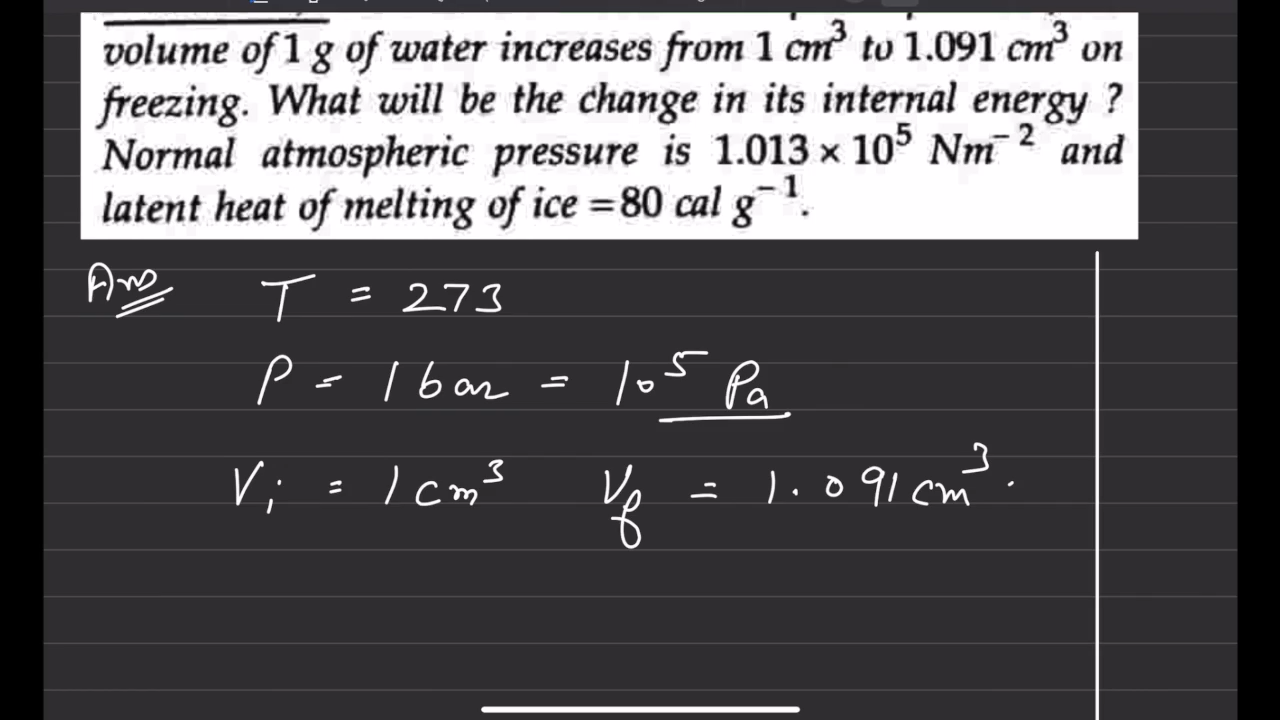 volume of 1 g of water increases from 1 cm³ to 1.091 cm³ on
freezing. What will be the change in its internal energy ?
Normal atmospheric pressure is 1.013 × 10⁵ Nm⁻² and
latent heat of melting of ice = 80 cal g⁻¹.
Ans T = 273
P = 1 bar = 10⁵ Pa
Vi = 1 cm³ Vf = 1.091 cm³.